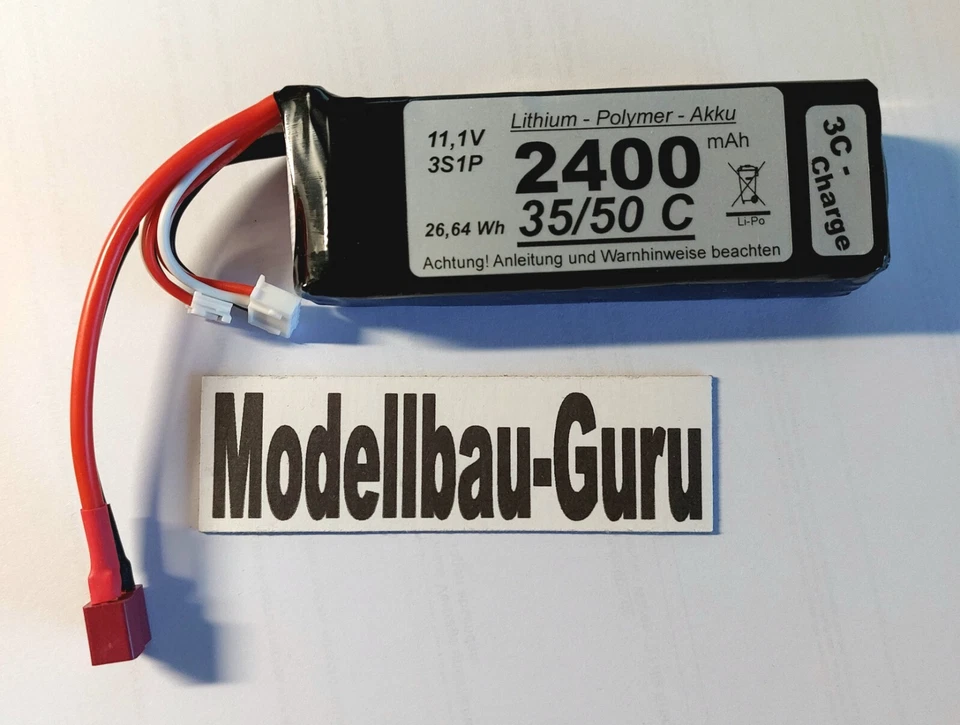 Lithium - Polymer - Akku
11,1V
3S1P
2400 mAh
26,64 Wh
35/50 C
Li-Po
Achtung! Anleitung und Warnhinweise beachten
3C -
Charge
Modellbau-Guru